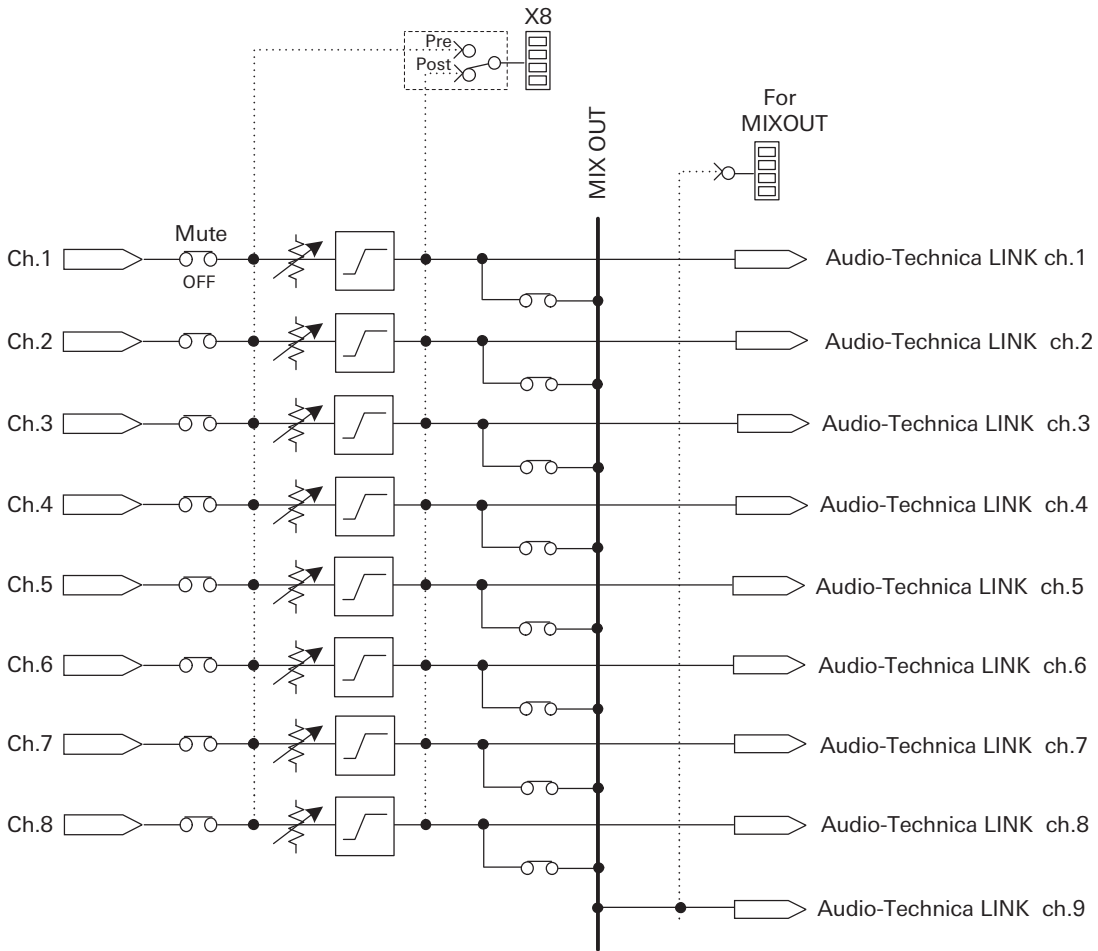 X8
Pre
Post
For
MIXOUT
MIX OUT
Mute
OFF
Ch.1
Audio-Technica LINK ch.1
Ch.2
Audio-Technica LINK ch.2
Ch.3
Audio-Technica LINK ch.3
Ch.4
Audio-Technica LINK ch.4
Ch.5
Audio-Technica LINK ch.5
Ch.6
Audio-Technica LINK ch.6
Ch.7
Audio-Technica LINK ch.7
Ch.8
Audio-Technica LINK ch.8
Audio-Technica LINK ch.9